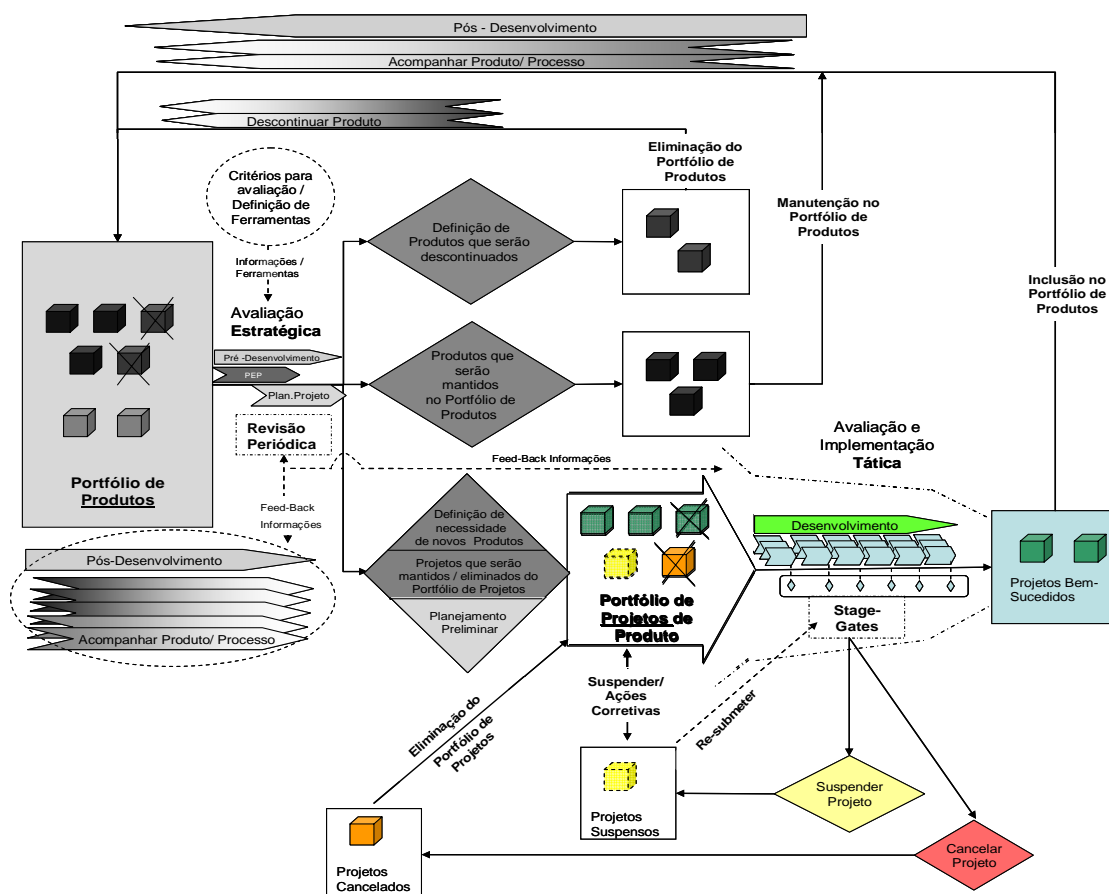 Pós - Desenvolvimento
Acompanhar Produto/ Processo
Descontinuar Produto
Eliminação do
Portfólio de
Produtos
Critérios para
avaliação /
Definição de
Ferramentas
Manutenção no
Portfólio de
Produtos
Definição de
Produtos que serão
descontinuados
Informações /
Ferramentas
Inclusão no
Portfólio de
Produtos
Avaliação
Estratégica
Pré -Desenvolvimento
PEP
Plan.Projeto
Produtos que
serão
mantidos
no Portfólio de
Produtos
Revisão
Periódica
Avaliação e
Implementação
Tática
Feed-Back Informações
Portfólio de
Produtos
Feed-Back
Informações
Definição de
necessidade
de novos Produtos
Projetos que serão
mantidos / eliminados do
Portfólio de Projetos
Planejamento
Preliminar
Desenvolvimento
Pós-Desenvolvimento
Acompanhar Produto/ Processo
Portfólio de
Projetos de
Produto
Projetos Bem-
Sucedidos
Stage-
Gates
Suspender/
Ações
Corretivas
Re-submeter
Eliminação do
Portfólio de
Projetos
Projetos
Suspensos
Suspender
Projeto
Cancelar
Projeto
Projetos
Cancelados